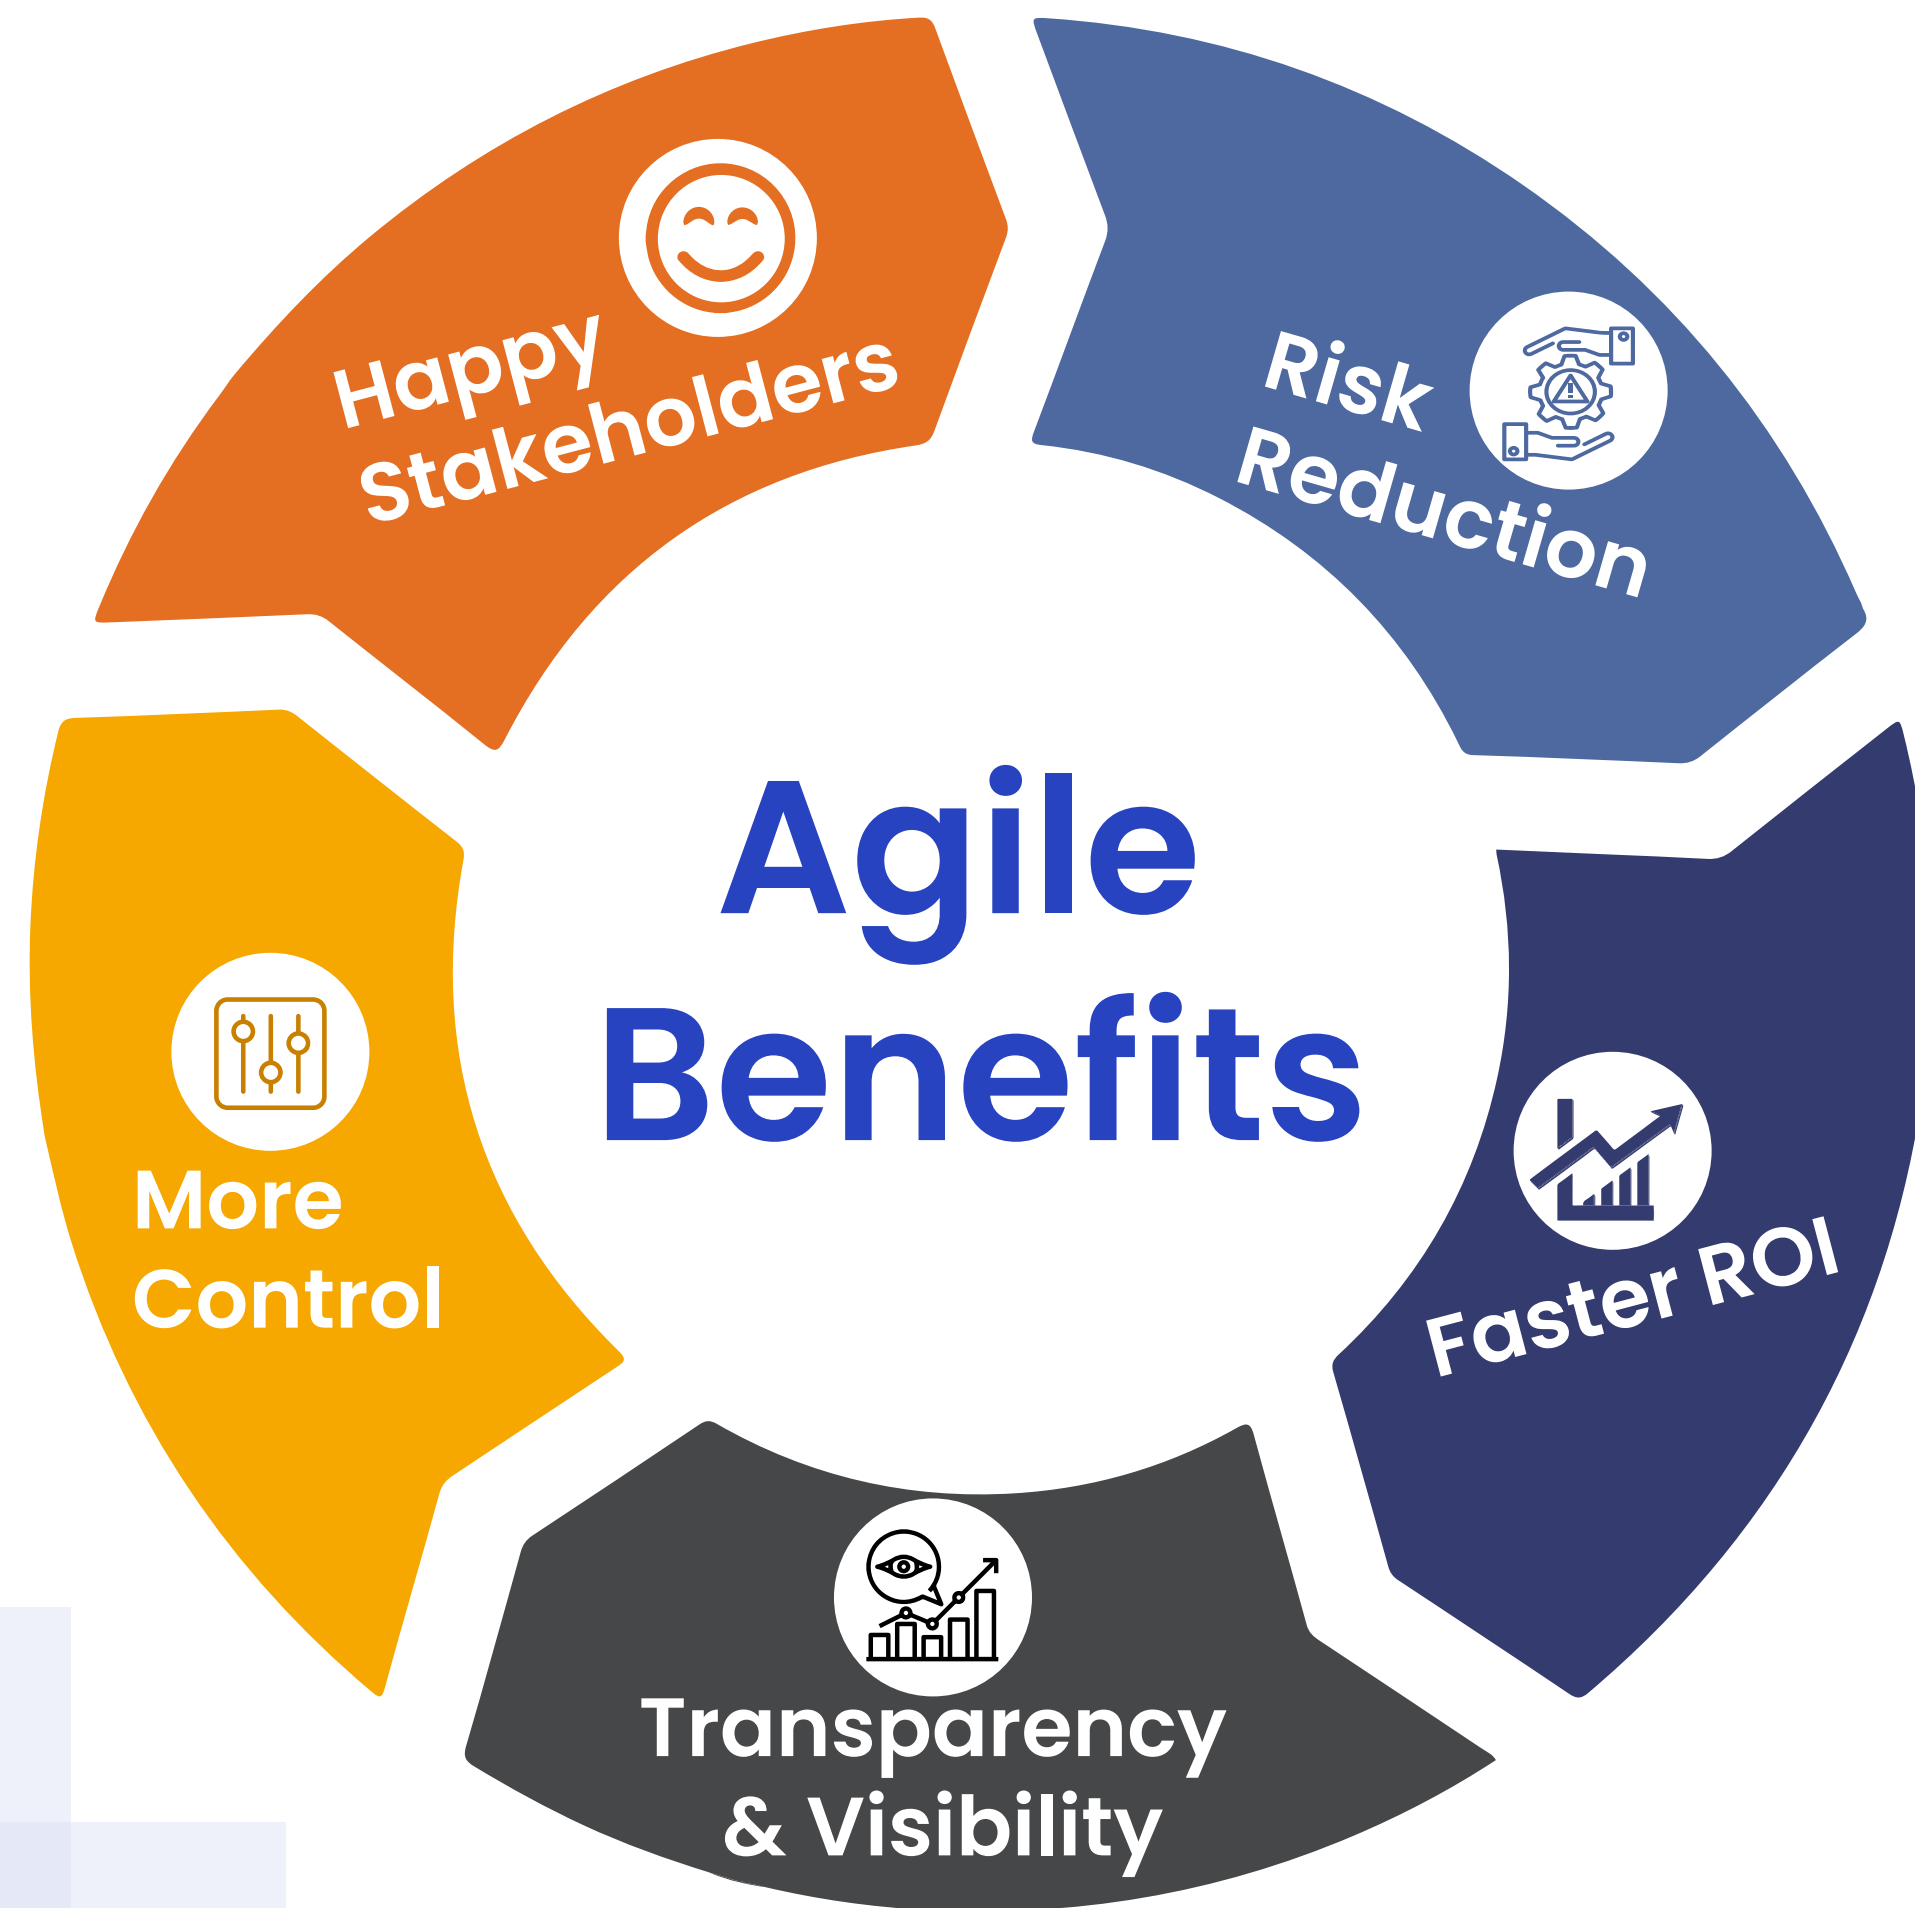 Happy
Stakeholders
Risk
Reduction
Agile
Benefits
More
Control
Faster ROI
Transparency
& Visibility